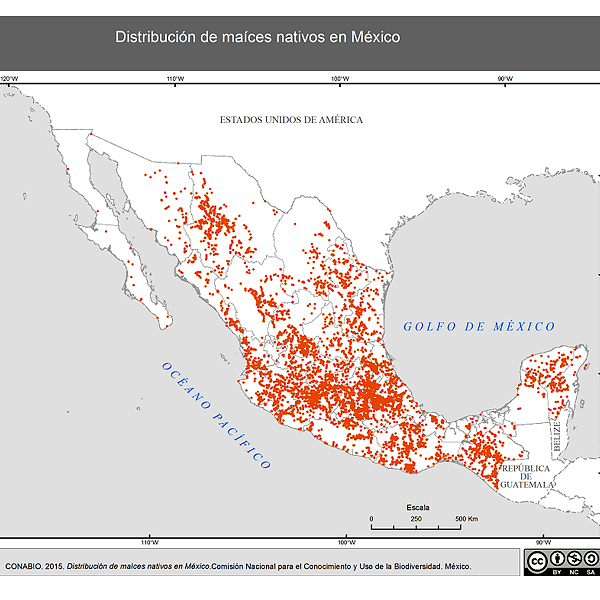 Distribución de maíces nativos en México
120°W 110°W 100°W 90°W
ESTADOS UNIDOS DE AMÉRICA
GOLFO DE MÉXICO
OCÉANO PACÍFICO
BELIZE
REPÚBLICA
DE
GUATEMALA
Escala
0 250 500 Km
110°W 100°W 90°W
CONABIO. 2015. Distribución de maíces nativos en México.Comisión Nacional para el Conocimiento y Uso de la Biodiversidad. México.
cc BY NC SA